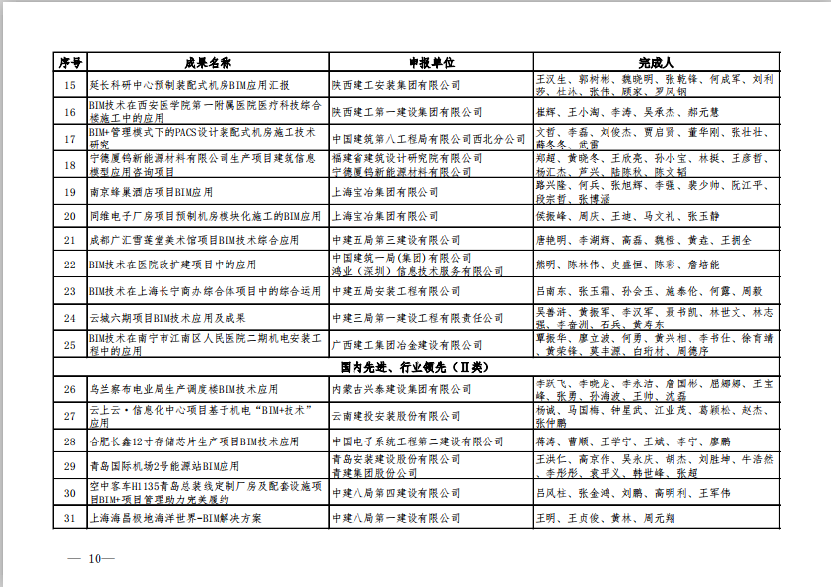 序号 成果名称 申报单位 完成人
15 延长科研中心预制装配式机房BIM应用汇报 陕西建工安装集团有限公司 王汉生、郭树彬、魏晓明、张乾锋、何成军、刘利
莎、杜沐、张伟、顾家、罗风钢
16 BIM技术在西安医学院第一附属医院医疗科技综合
楼施工中的应用 陕西建工第一建设集团有限公司 崔辉、王小淘、李涛、吴承杰、郝元慧
17 BIM+管理模式下的PACS设计装配式机房施工技术
研究 中国建筑第八工程局有限公司西北分公司 文哲、李磊、刘俊杰、贾启贤、董华刚、张壮壮、
薛冬冬、武雷
18 宁德厦钨新能源材料有限公司生产项目建筑信息
模型应用咨询项目 福建省建筑设计研究院有限公司
宁德厦钨新能源材料有限公司 郑超、黄晓冬、王欣亮、孙小宝、林挺、王彦哲、
杨汇杰、芦兴、陆陈秋、陈文韬
19 南京蜂巢酒店项目BIM应用 上海宝冶集团有限公司 路兴隆、何兵、张旭辉、李强、裴少帅、阮江平、
段宗哲、张博涵
20 同维电子厂房项目预制机房模块化施工的BIM应用 上海宝冶集团有限公司 侯振峰、周庆、王迪、马文礼、张玉静
21 成都广汇雪莲堂美术馆项目BIM技术综合应用 中建五局第三建设有限公司 唐艳明、李湖辉、高磊、魏橙、黄垚、王拥全
22 BIM技术在医院改扩建项目中的应用 中国建筑一局(集团)有限公司
鸿业（深圳）信息技术服务有限公司 熊明、陈林伟、史盛恒、陈彩、詹培能
23 BIM技术在上海长宁商办综合体项目中的综合运用 中建五局安装工程有限公司 吕南东、张玉霜、孙会玉、施泰伦、何露、周毅
24 云城六期项目BIM技术应用及成果 中建三局第一建设工程有限责任公司 吴善浒、黄振军、李汉军、聂书凯、林世文、林志
强、李奋洲、石兵、黄寿东
25 BIM技术在南宁市江南区人民医院二期机电安装工
程中的应用 广西建工集团冶金建设有限公司 覃振华、廖立波、何勇、黄兴相、李书仕、徐育靖
、黄荣锋、莫丰源、白珩材、周德序
国内先进、行业领先（Ⅱ类）
26 乌兰察布电业局生产调度楼BIM技术应用 内蒙古兴泰建设集团有限公司 李跃飞、李晓龙、李永洁、詹国彬、屈娜娜、王宝
峰、张勇、孙海波、王帅、沈磊
27 云上云·信息化中心项目基于机电“BIM+技术”
应用 云南建投安装股份有限公司 杨诚、马国梅、钟星武、江业茂、葛颖松、赵杰、
张仲鹏
28 合肥长鑫12寸存储芯片生产项目BIM技术应用 中国电子系统工程第二建设有限公司 蒋涛、曹顺、王学宁、王斌、李宁、廖鹏
29 青岛国际机场2号能源站BIM应用 青岛安装建设股份有限公司
青建集团股份公司 王洪仁、高京作、吴永庆、胡杰、刘胜坤、牛浩然
、李彤彤、袁平义、韩世峰、张超
30 空中客车H135青岛总装线定制厂房及配套设施项
目BIM+项目管理助力完美履约 中建八局第四建设有限公司 吕风柱、张金鸿、刘鹏、高明利、王军伟
31 上海海昌极地海洋世界-BIM解决方案 中建八局第一建设有限公司 王明、王贞俊、黄林、周元翔
— 10—